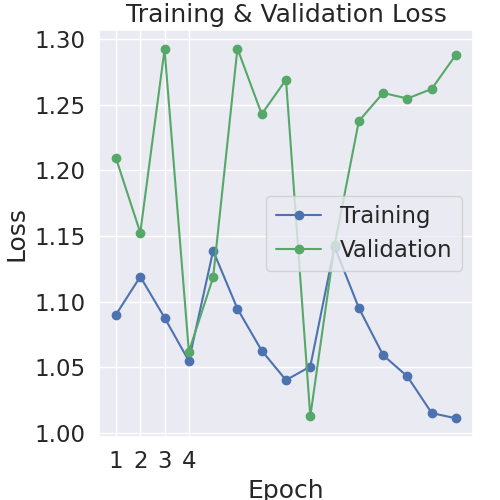 Training & Validation Loss
1.30
1.25
1.20
1.15
1.10
1.05
1.00
Loss
Training
Validation
1 2 3 4
Epoch